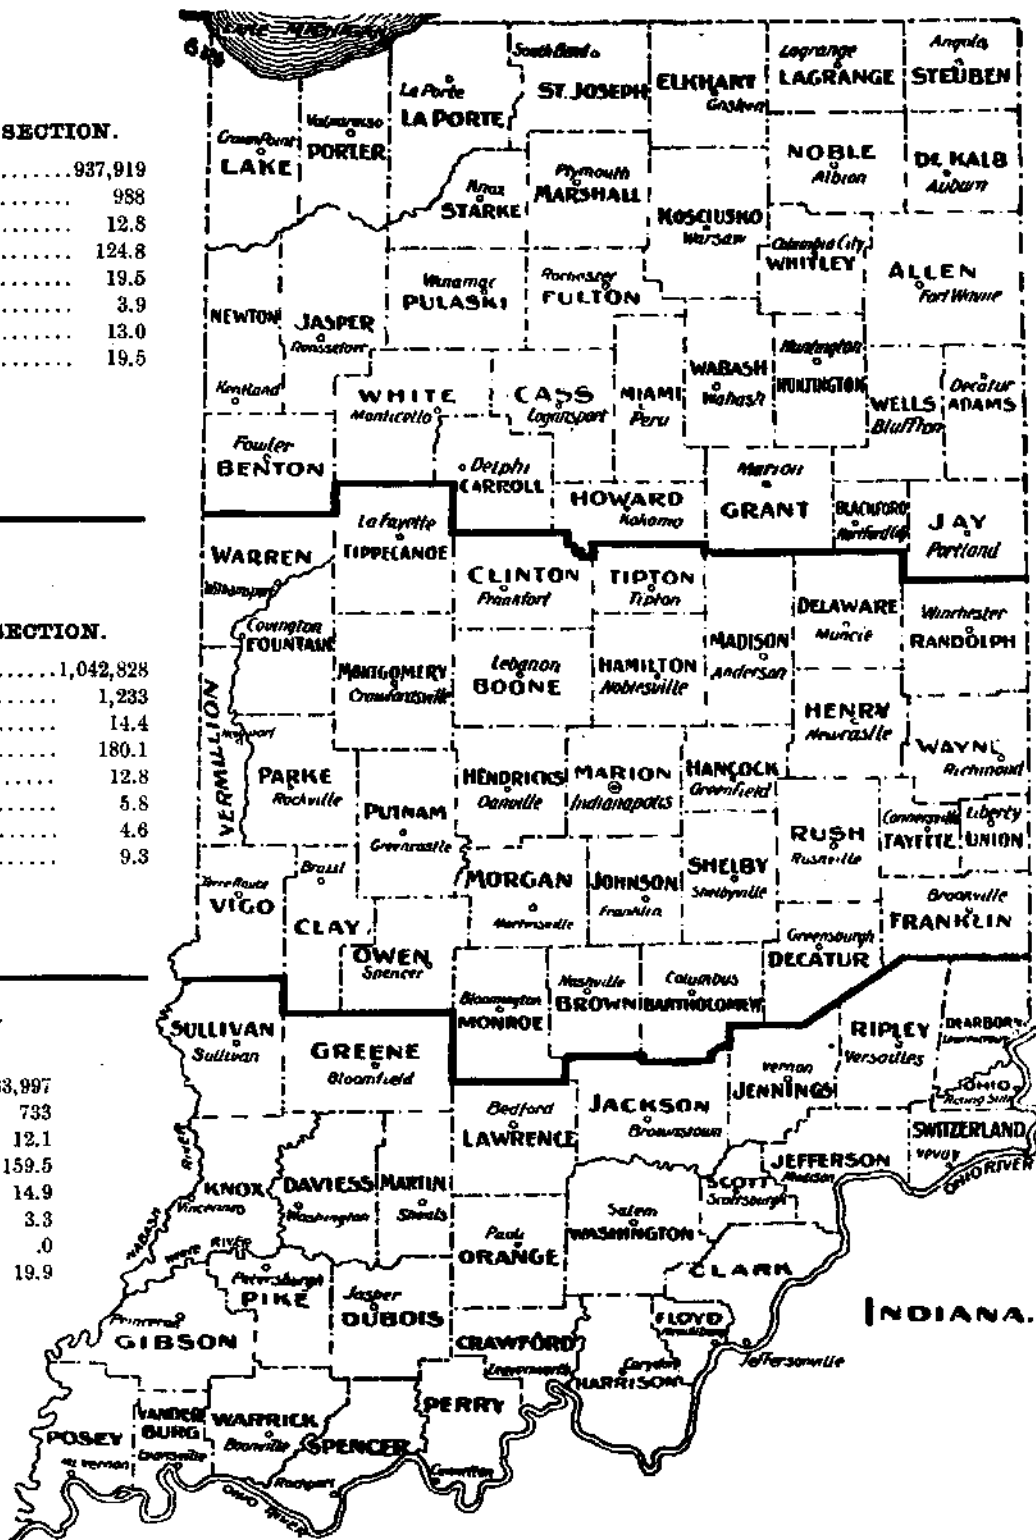 SECTION.
937,919
988
12.8
124.8
19.5
3.9
13.0
19.5
SECTION.
1,042,828
1,233
14.4
180.1
12.8
5.8
4.6
9.3
3,997
733
12.1
159.5
14.9
3.3
.0
19.9
LAKE MICHIGAN
South Bend
ST. JOSEPH
ELKHART
Goshen
Lagrange
LAGRANGE
Angola
STEUBEN
La Porte
LA PORTE
Crown Point
LAKE
Valparaiso
PORTER
Knox
STARKE
Plymouth
MARSHALL
KOSCIUSKO
Warsaw
NOBLE
Albion
DE KALB
Auburn
Columbia City
WHITLEY
ALLEN
Fort Wayne
NEWTON
Kentland
JASPER
Winamac
PULASKI
Rochester
FULTON
WHITE
Monticello
CASS
Logansport
MIAMI
Peru
WABASH
Wabash
Huntington
HUNTINGTON
WELLS
Bluffton
Decatur
ADAMS
Fowler
BENTON
Delphi
CARROLL
HOWARD
Kokomo
Marion
GRANT
BLACKFORD
Hartford City
JAY
Portland
WARREN
Williamsport
La Fayette
TIPPECANOE
CLINTON
Frankfort
TIPTON
Tipton
Covington
FOUNTAIN
MONTGOMERY
Crawfordsville
Lebanon
BOONE
HAMILTON
Noblesville
MADISON
Anderson
DELAWARE
Muncie
Winchester
RANDOLPH
HENRY
Newcastle
WAYNE
Richmond
VERMILLION
Newport
PARKE
Rockville
PUTNAM
Greencastle
HENDRICKS
Danville
MARION
Indianapolis
HANCOCK
Greenfield
RUSH
Rushville
Connersville
FAYETTE
Liberty
UNION
VIGO
Brazil
CLAY
OWEN
Spencer
MORGAN
Martinsville
JOHNSON
Franklin
SHELBY
Shelbyville
Greensburgh
DECATUR
Brookville
FRANKLIN
SULLIVAN
Sullivan
GREENE
Bloomfield
Bloomington
MONROE
Nashville
BROWN
Columbus
BARTHOLOMEW
Vernon
JENNINGS
RIPLEY
Versailles
DEARBORN
OHIO
Rising Sun
KNOX
Vincennes
DAVIESS
Washington
MARTIN
Shoals
Bedford
LAWRENCE
JACKSON
Brownstown
SCOTT
Scottsburgh
JEFFERSON
Madison
SWITZERLAND
Vevay
OHIO RIVER
WABASH RIVER
WHITE RIVER
Petersburgh
PIKE
Jasper
DUBOIS
Paoli
ORANGE
Salem
WASHINGTON
CLARK
Princeton
GIBSON
CRAWFORD
Leavenworth
FLOYD
Corydon
HARRISON
Jeffersonville
INDIANA.
POSEY
Mt. Vernon
VANDERBURG
Evansville
WARRICK
Boonville
SPENCER
Rockport
PERRY
Cannelton
OHIO RIVER